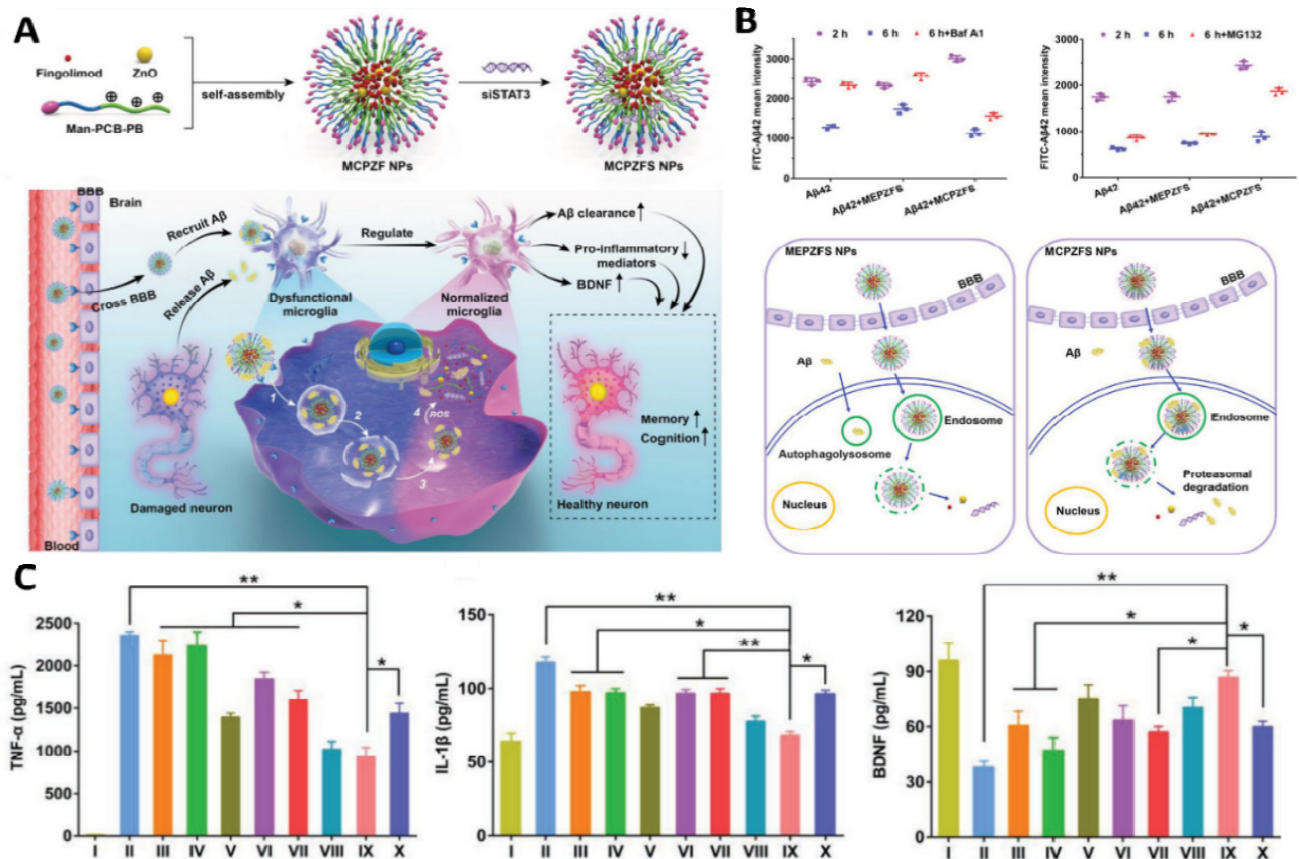 A
Fingolimod
ZnO
Man-PCB-PB
self-assembly
MCPZF NPs
siSTAT3
MCPZFS NPs
BBB
Brain
Recruit Aβ
Cross BBB
Release Aβ
Dysfunctional
microglia
Regulate
Normalized
microglia
Aβ clearance ↑
Pro-inflammatory ↓
mediators
BDNF ↑
1
2
3
4
ROS
Memory ↑
Cognition ↑
Damaged neuron
Healthy neuron
Blood
B
2 h 6 h 6 h+Baf A1
FITC-Aβ42 mean intensity
4000
3000
2000
1000
0
Aβ42
Aβ42+MEPZFS
Aβ42+MCPZFS
2 h 6 h 6 h+MG132
FITC-Aβ42 mean intensity
3000
2000
1000
0
Aβ42
Aβ42+MEPZFS
Aβ42+MCPZFS
MEPZFS NPs
BBB
Aβ
Endosome
Autophagolysosome
Nucleus
MCPZFS NPs
BBB
Aβ
Endosome
Proteasomal
degradation
Nucleus
C
**
*
*
TNF-α (pg/mL)
2500
2000
1500
1000
500
0
I II III IV V VI VII VIII IX X
**
*
**
*
IL-1β (pg/mL)
150
100
50
0
I II III IV V VI VII VIII IX X
**
*
*
*
BDNF (pg/mL)
120
90
60
30
0
I II III IV V VI VII VIII IX X